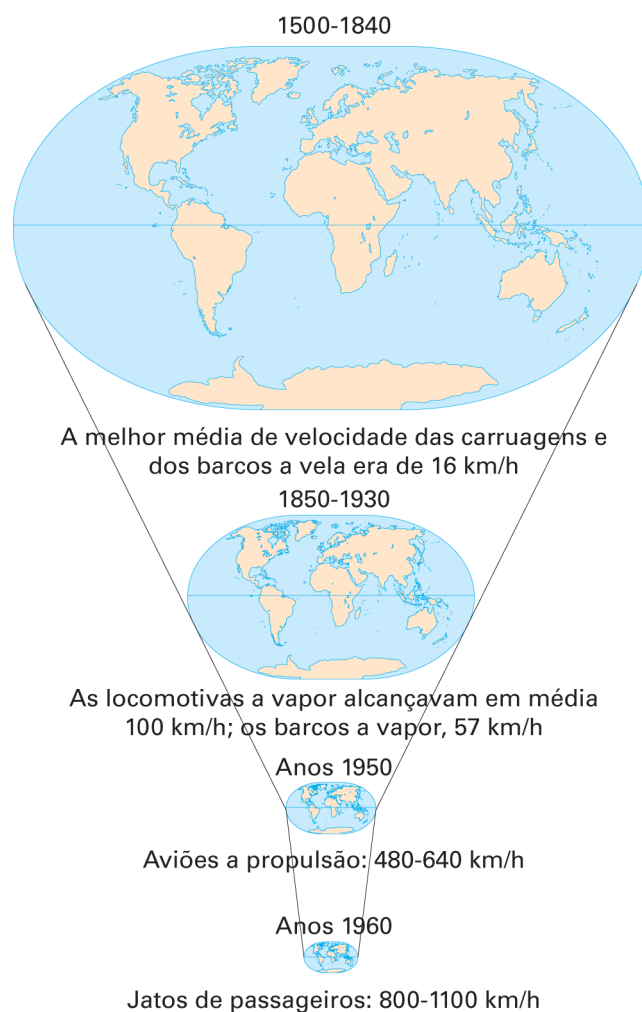 1500-1840
A melhor média de velocidade das carruagens e
dos barcos a vela era de 16 km/h
1850-1930
As locomotivas a vapor alcançavam em média
100 km/h; os barcos a vapor, 57 km/h
Anos 1950
Aviões a propulsão: 480-640 km/h
Anos 1960
Jatos de passageiros: 800-1100 km/h